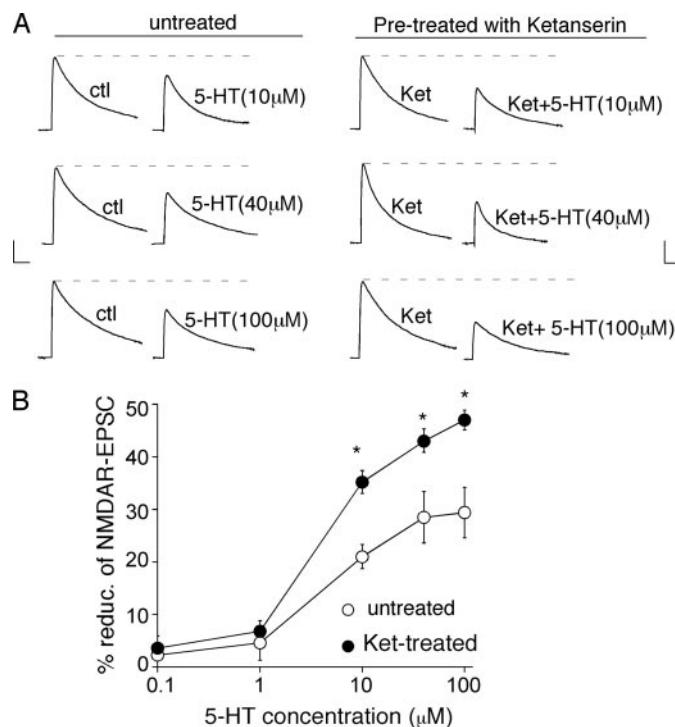 A
untreated
Pre-treated with Ketanserin
ctl
5-HT(10μM)
Ket
Ket+5-HT(10μM)
ctl
5-HT(40μM)
Ket
Ket+5-HT(40μM)
ctl
5-HT(100μM)
Ket
Ket+ 5-HT(100μM)
B
% reduc. of NMDAR-EPSC
50
40
30
20
10
0
*
*
*
untreated
Ket-treated
0.1
1
10
100
5-HT concentration (μM)